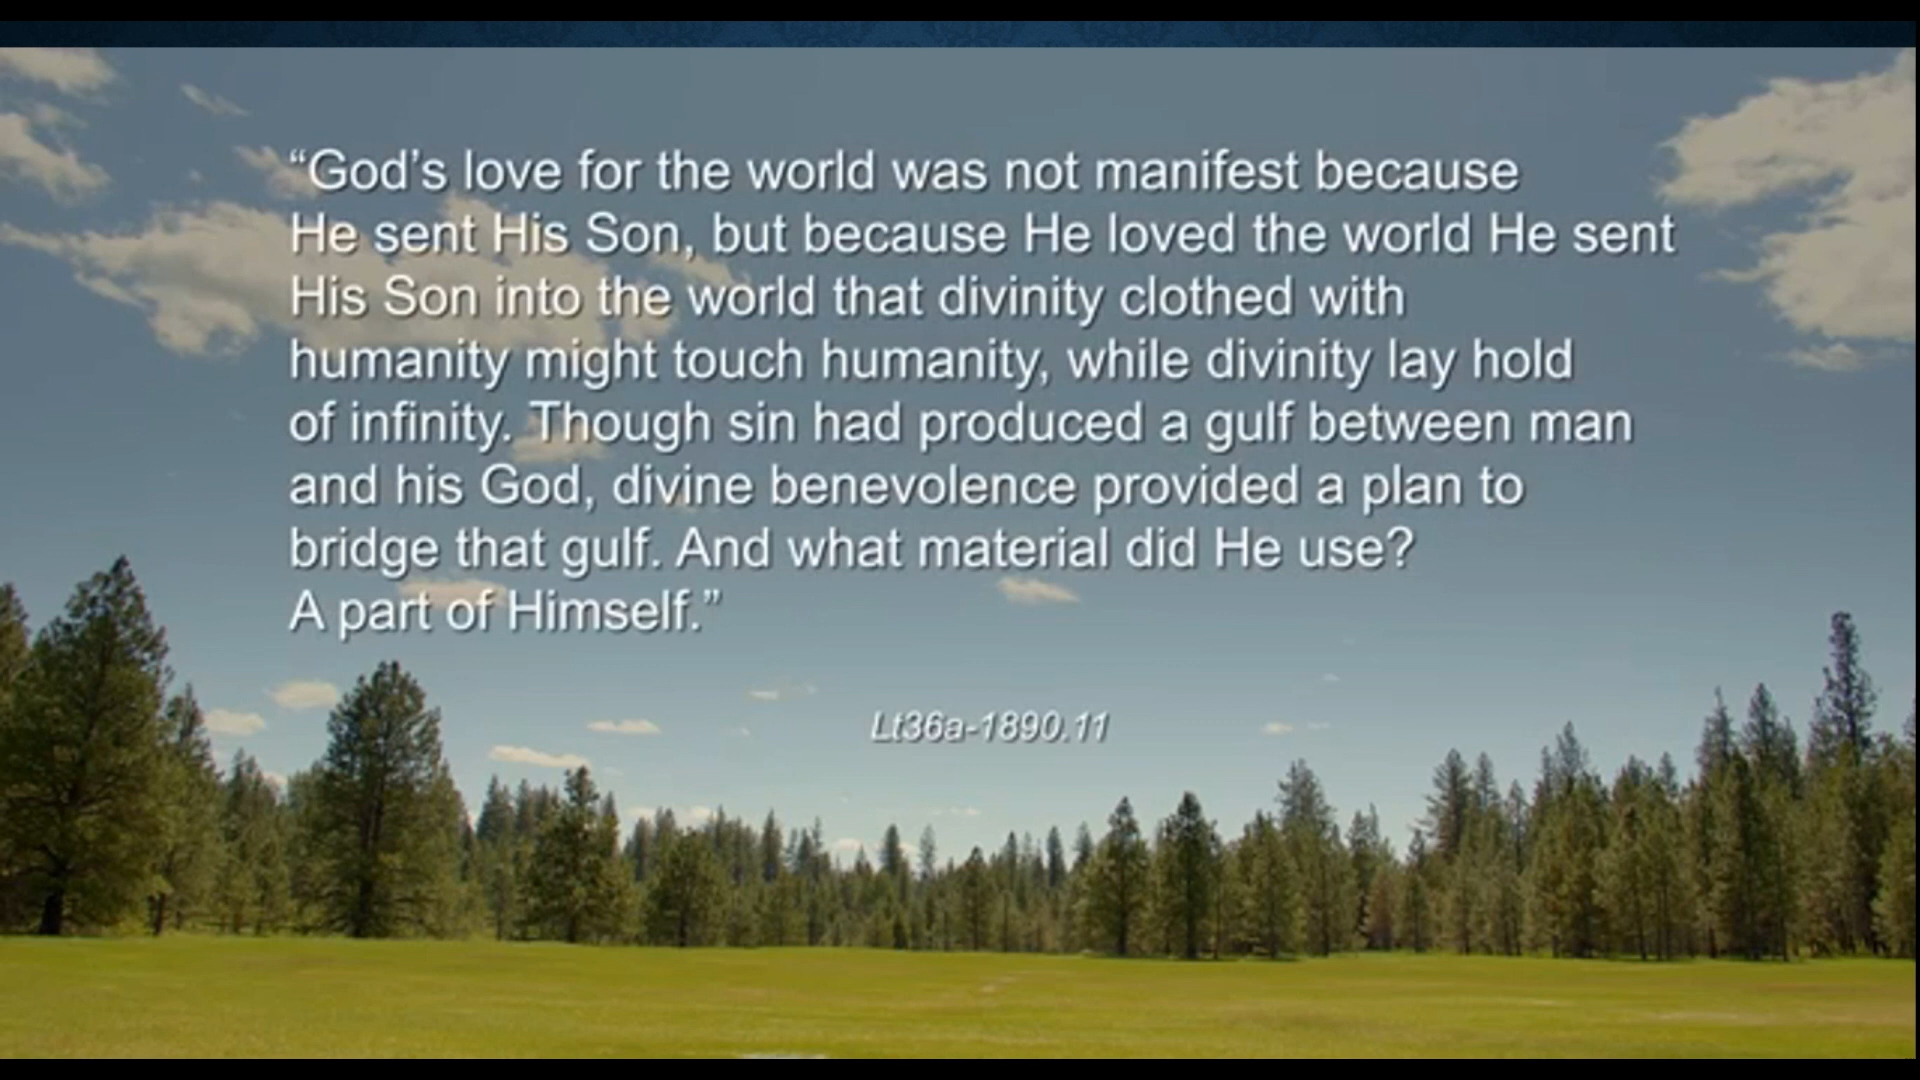 “God’s love for the world was not manifest because
He sent His Son, but because He loved the world He sent
His Son into the world that divinity clothed with
humanity might touch humanity, while divinity lay hold
of infinity. Though sin had produced a gulf between man
and his God, divine benevolence provided a plan to
bridge that gulf. And what material did He use?
A part of Himself.”
Lt36a-1890.11